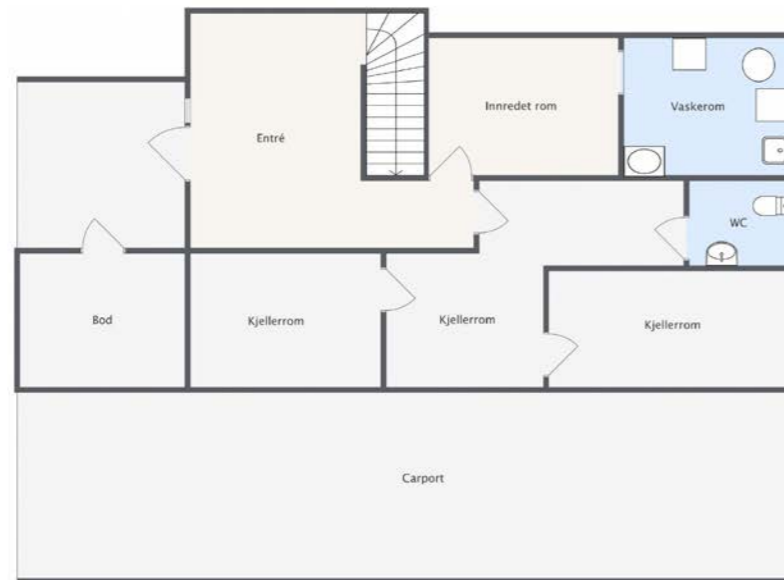 Entré
Innredet rom
Vaskerom
WC
Bod
Kjellerrom
Kjellerrom
Kjellerrom
Carport